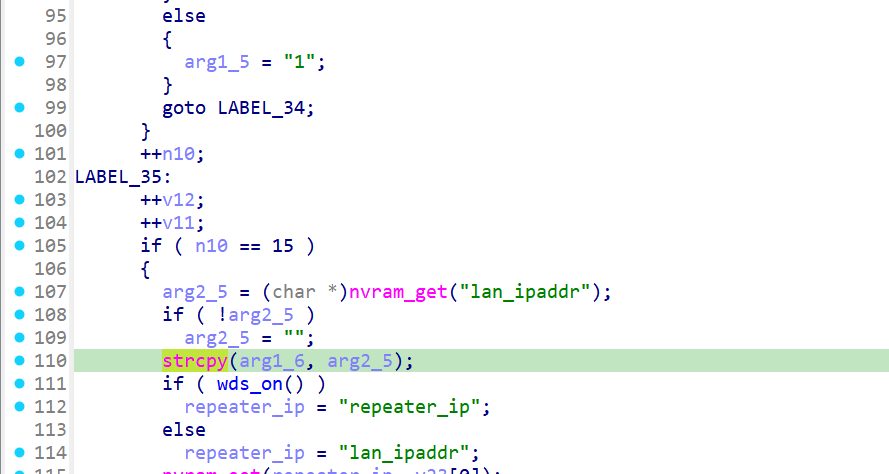 95 else
96 {
97 arg1_5 = "1";
98 }
99 goto LABEL_34;
100 }
101 ++n10;
102 LABEL_35:
103 ++v12;
104 ++v11;
105 if ( n10 == 15 )
106 {
107 arg2_5 = (char *)nvram_get("lan_ipaddr");
108 if ( !arg2_5 )
109 arg2_5 = "";
110 strcpy(arg1_6, arg2_5);
111 if ( wds_on() )
112 repeater_ip = "repeater_ip";
113 else
114 repeater_ip = "lan_ipaddr";